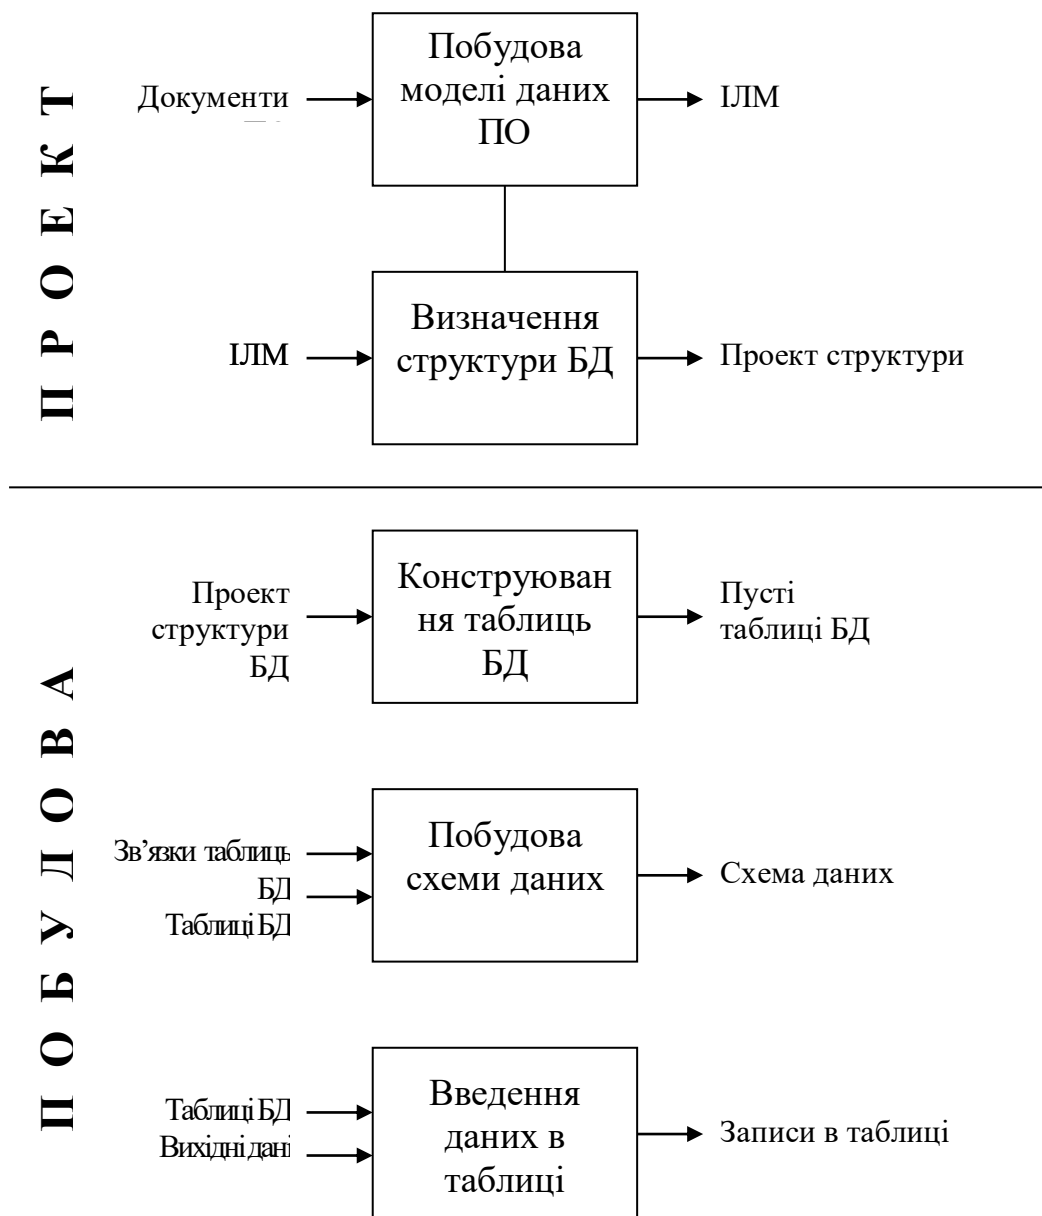 П Р О Е К Т
Побудова
моделі даних
ПО
Документи
ІЛМ
Визначення
структури БД
ІЛМ
Проект структури
П О Б У Д О В А
Конструюван
ня таблиць
БД
Проект
структури
БД
Пусті
таблиці БД
Побудова
схеми даних
Зв’язки таблиць
БД
Таблиці БД
Схема даних
Введення
даних в
таблиці
Таблиці БД
Вихідні дані
Записи в таблиці